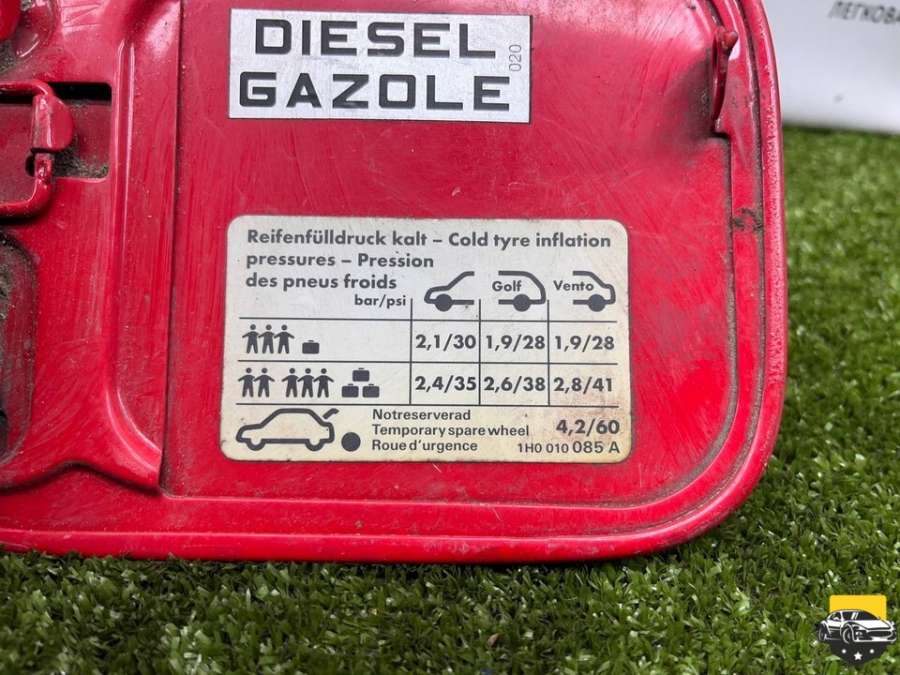 DIESEL
GAZOLE
020
Reifenfülldruck kalt – Cold tyre inflation
pressures – Pression
des pneus froids
bar/psi
Golf
Vento
2,1/30 1,9/28 1,9/28
2,4/35 2,6/38 2,8/41
Notreserverad
Temporary spare wheel 4,2/60
Roue d'urgence 1H0 010 085 A